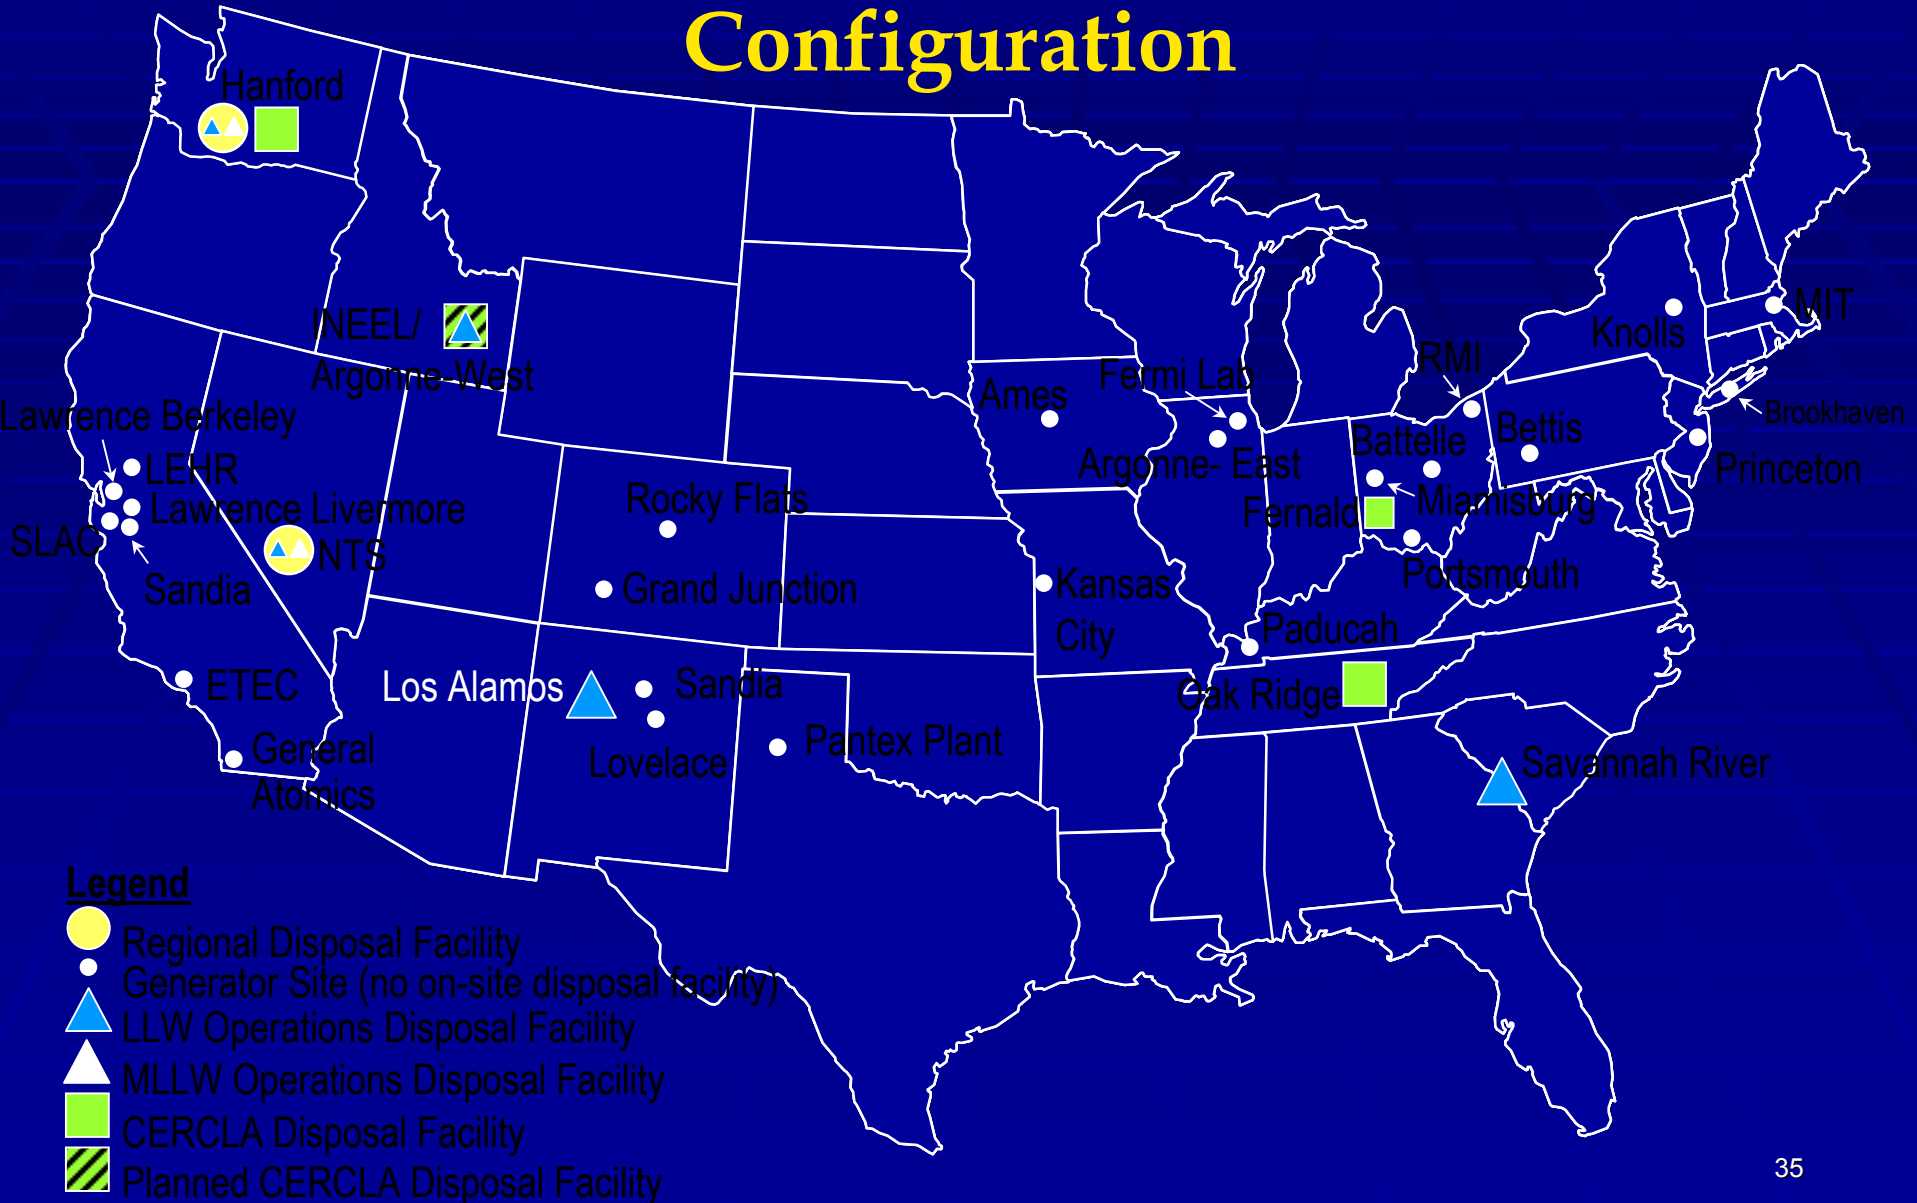 Configuration
Hanford
INEEL/
Argonne-West
Lawrence Berkeley
LEHR
Lawrence Livermore
SLAC
Sandia
NTS
ETEC
General
Atomics
Rocky Flats
Grand Junction
Los Alamos
Sandia
Lovelace
Pantex Plant
Ames
Kansas
City
Fermi Lab
Argonne- East
RMI
Battelle
Bettis
Miamisburg
Fernald
Portsmouth
Paducah
Oak Ridge
Savannah River
Knolls
MIT
Brookhaven
Princeton
Legend
Regional Disposal Facility
Generator Site (no on-site disposal facility)
LLW Operations Disposal Facility
MLLW Operations Disposal Facility
CERCLA Disposal Facility
Planned CERCLA Disposal Facility
35